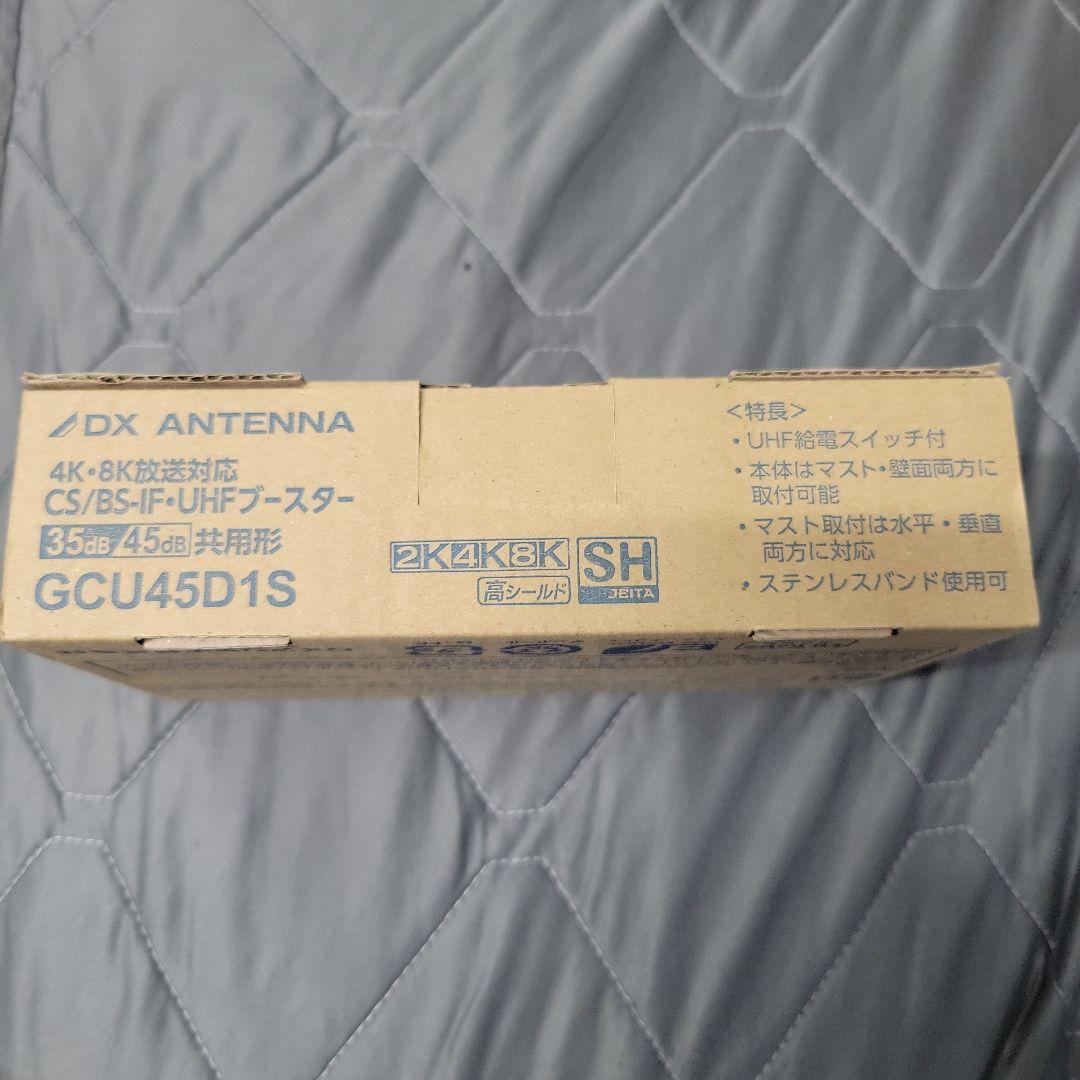 DX ANTENNA
4K・8K放送対応
CS/BS-IF・UHFブースター
35dB/45dB 共用形
GCU45D1S
2K4K8K
高シールド
SH
JEITA
<特長>
・UHF給電スイッチ付
・本体はマスト・壁面両方に
取付可能
・マスト取付は水平・垂直
両方に対応
・ステンレスバンド使用可